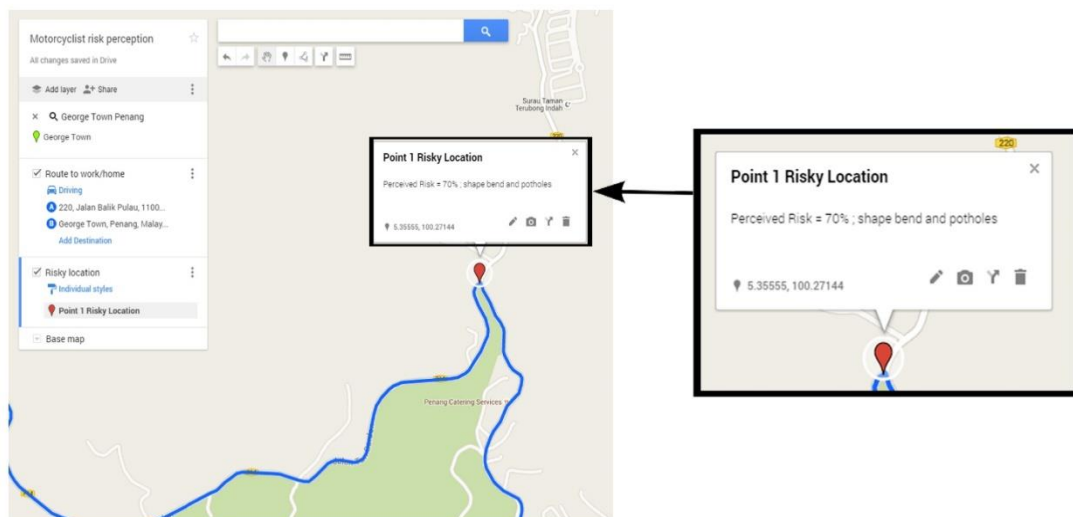 Motorcyclist risk perception
All changes saved in Drive
Add layer Share
George Town Penang
George Town
Route to work/home
Driving
A 220, Jalan Balik Pulau, 1100...
B George Town, Penang, Malay...
Add Destination
Risky location
Individual styles
Point 1 Risky Location
Base map
Surau Taman
Terubong Indah
Point 1 Risky Location
Perceived Risk = 70% ; shape bend and potholes
5.35555, 100.27144
Penang Catering Services
220
Point 1 Risky Location
Perceived Risk = 70% ; shape bend and potholes
5.35555, 100.27144